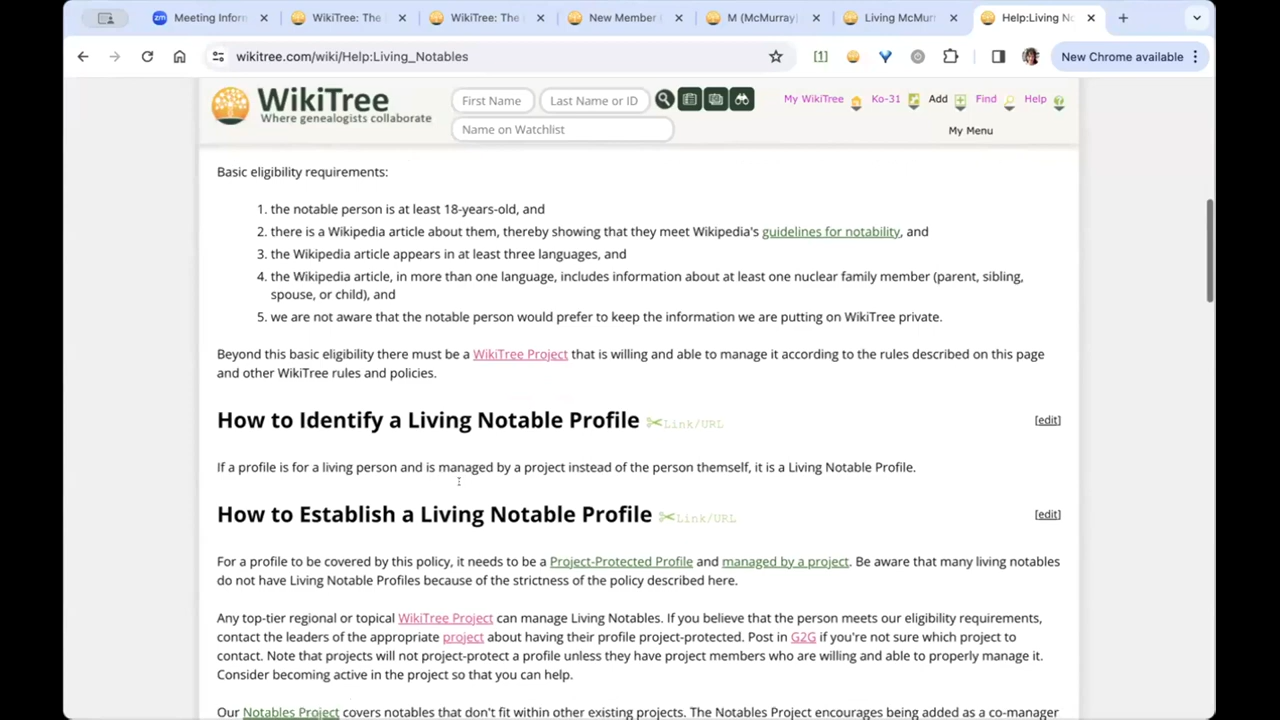 Meeting Inforn
WikiTree: The
WikiTree: The
New Member
M (McMurray)
Living McMurr
Help:Living No
wikitree.com/wiki/Help:Living_Notables
New Chrome available
WikiTree
Where genealogists collaborate
First Name
Last Name or ID
My WikiTree
Ko-31
Add
Find
Help
Name on Watchlist
My Menu
Basic eligibility requirements:
1. the notable person is at least 18-years-old, and
2. there is a Wikipedia article about them, thereby showing that they meet Wikipedia's guidelines for notability, and
3. the Wikipedia article appears in at least three languages, and
4. the Wikipedia article, in more than one language, includes information about at least one nuclear family member (parent, sibling,
spouse, or child), and
5. we are not aware that the notable person would prefer to keep the information we are putting on WikiTree private.
Beyond this basic eligibility there must be a WikiTree Project that is willing and able to manage it according to the rules described on this page
and other WikiTree rules and policies.
How to Identify a Living Notable Profile Link/URL [edit]
If a profile is for a living person and is managed by a project instead of the person themself, it is a Living Notable Profile.
How to Establish a Living Notable Profile Link/URL [edit]
For a profile to be covered by this policy, it needs to be a Project-Protected Profile and managed by a project. Be aware that many living notables
do not have Living Notable Profiles because of the strictness of the policy described here.
Any top-tier regional or topical WikiTree Project can manage Living Notables. If you believe that the person meets our eligibility requirements,
contact the leaders of the appropriate project about having their profile project-protected. Post in G2G if you're not sure which project to
contact. Note that projects will not project-protect a profile unless they have project members who are willing and able to properly manage it.
Consider becoming active in the project so that you can help.
Our Notables Project covers notables that don't fit within other existing projects. The Notables Project encourages being added as a co-manager